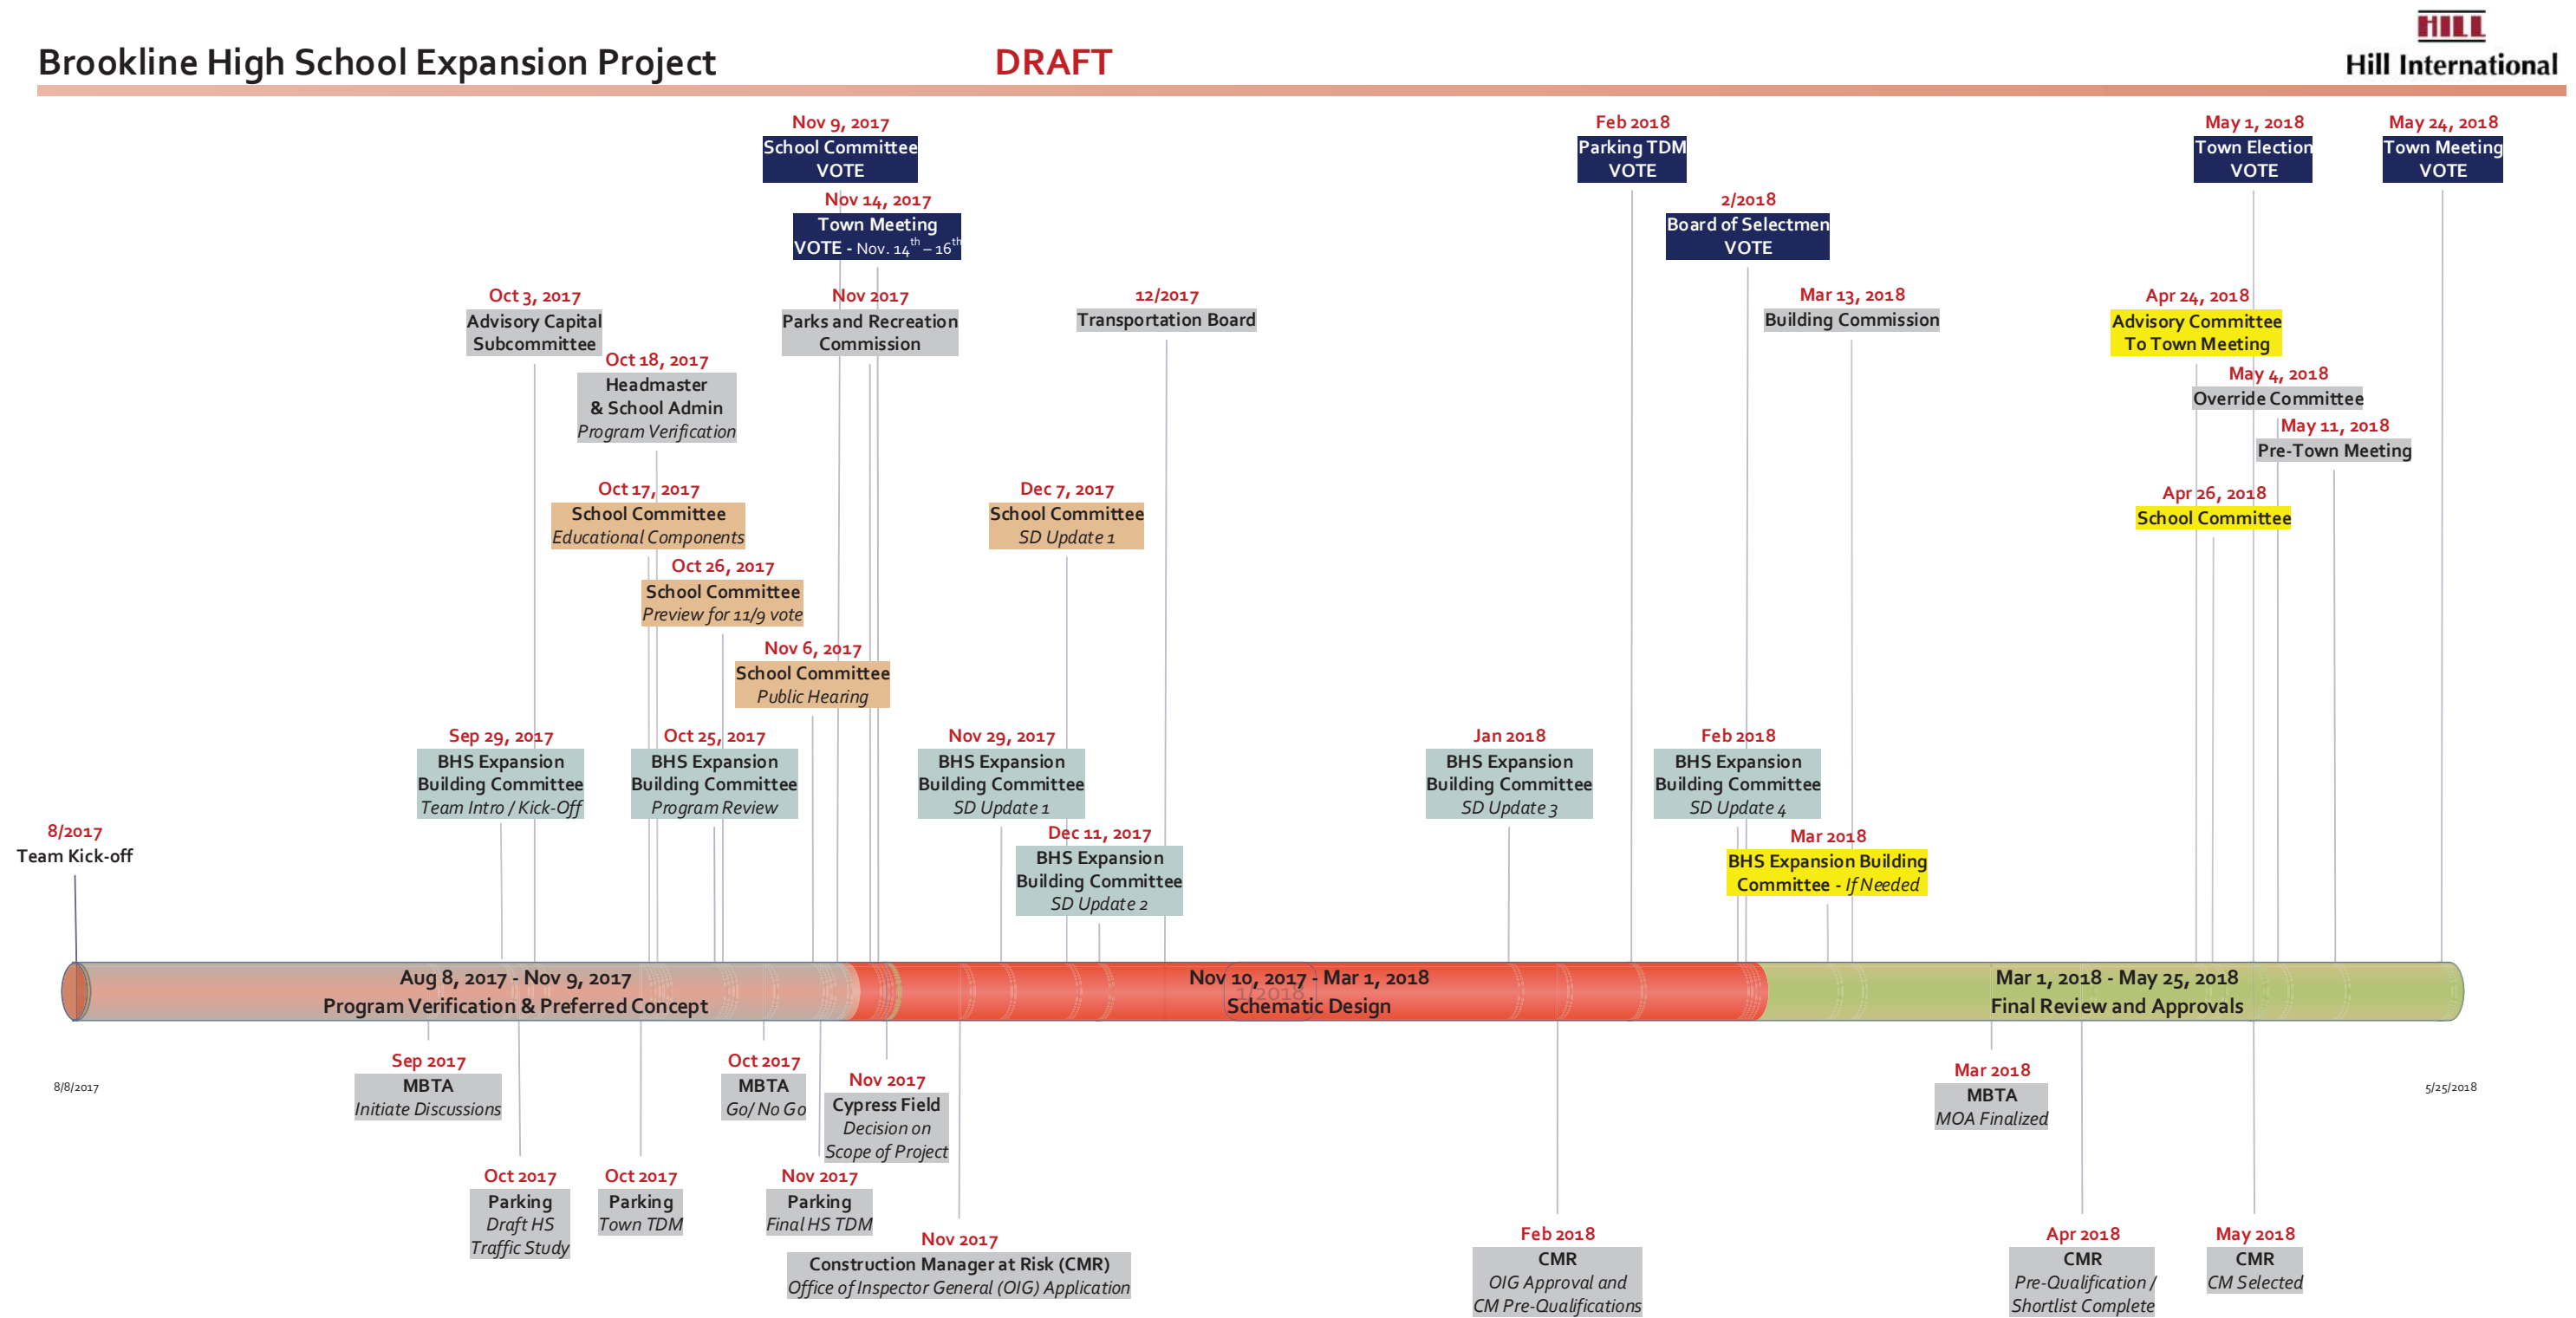 HILL
Hill International
Brookline High School Expansion Project
DRAFT
Nov 9, 2017
School Committee
VOTE
Nov 14, 2017
Town Meeting
VOTE - Nov. 14th – 16th
Feb 2018
Parking TDM
VOTE
2/2018
Board of Selectmen
VOTE
May 1, 2018
Town Election
VOTE
May 24, 2018
Town Meeting
VOTE
Oct 3, 2017
Advisory Capital
Subcommittee
Oct 18, 2017
Headmaster
& School Admin
Program Verification
Nov 2017
Parks and Recreation
Commission
12/2017
Transportation Board
Mar 13, 2018
Building Commission
Apr 24, 2018
Advisory Committee
To Town Meeting
May 4, 2018
Override Committee
May 11, 2018
Pre-Town Meeting
Oct 17, 2017
School Committee
Educational Components
Oct 26, 2017
School Committee
Preview for 11/9 vote
Nov 6, 2017
School Committee
Public Hearing
Dec 7, 2017
School Committee
SD Update 1
Apr 26, 2018
School Committee
Sep 29, 2017
BHS Expansion
Building Committee
Team Intro / Kick-Off
Oct 25, 2017
BHS Expansion
Building Committee
Program Review
Nov 29, 2017
BHS Expansion
Building Committee
SD Update 1
Dec 11, 2017
BHS Expansion
Building Committee
SD Update 2
Jan 2018
BHS Expansion
Building Committee
SD Update 3
Feb 2018
BHS Expansion
Building Committee
SD Update 4
Mar 2018
BHS Expansion Building
Committee - If Needed
8/2017
Team Kick-off
Aug 8, 2017 - Nov 9, 2017
Program Verification & Preferred Concept
Nov 10, 2017 - Mar 1, 2018
1/2018
Schematic Design
Mar 1, 2018 - May 25, 2018
Final Review and Approvals
8/8/2017
5/25/2018
Sep 2017
MBTA
Initiate Discussions
Oct 2017
Parking
Draft HS
Traffic Study
Oct 2017
Parking
Town TDM
Oct 2017
MBTA
Go/ No Go
Nov 2017
Parking
Final HS TDM
Nov 2017
Cypress Field
Decision on
Scope of Project
Nov 2017
Construction Manager at Risk (CMR)
Office of Inspector General (OIG) Application
Feb 2018
CMR
OIG Approval and
CM Pre-Qualifications
Mar 2018
MBTA
MOA Finalized
Apr 2018
CMR
Pre-Qualification /
Shortlist Complete
May 2018
CMR
CM Selected